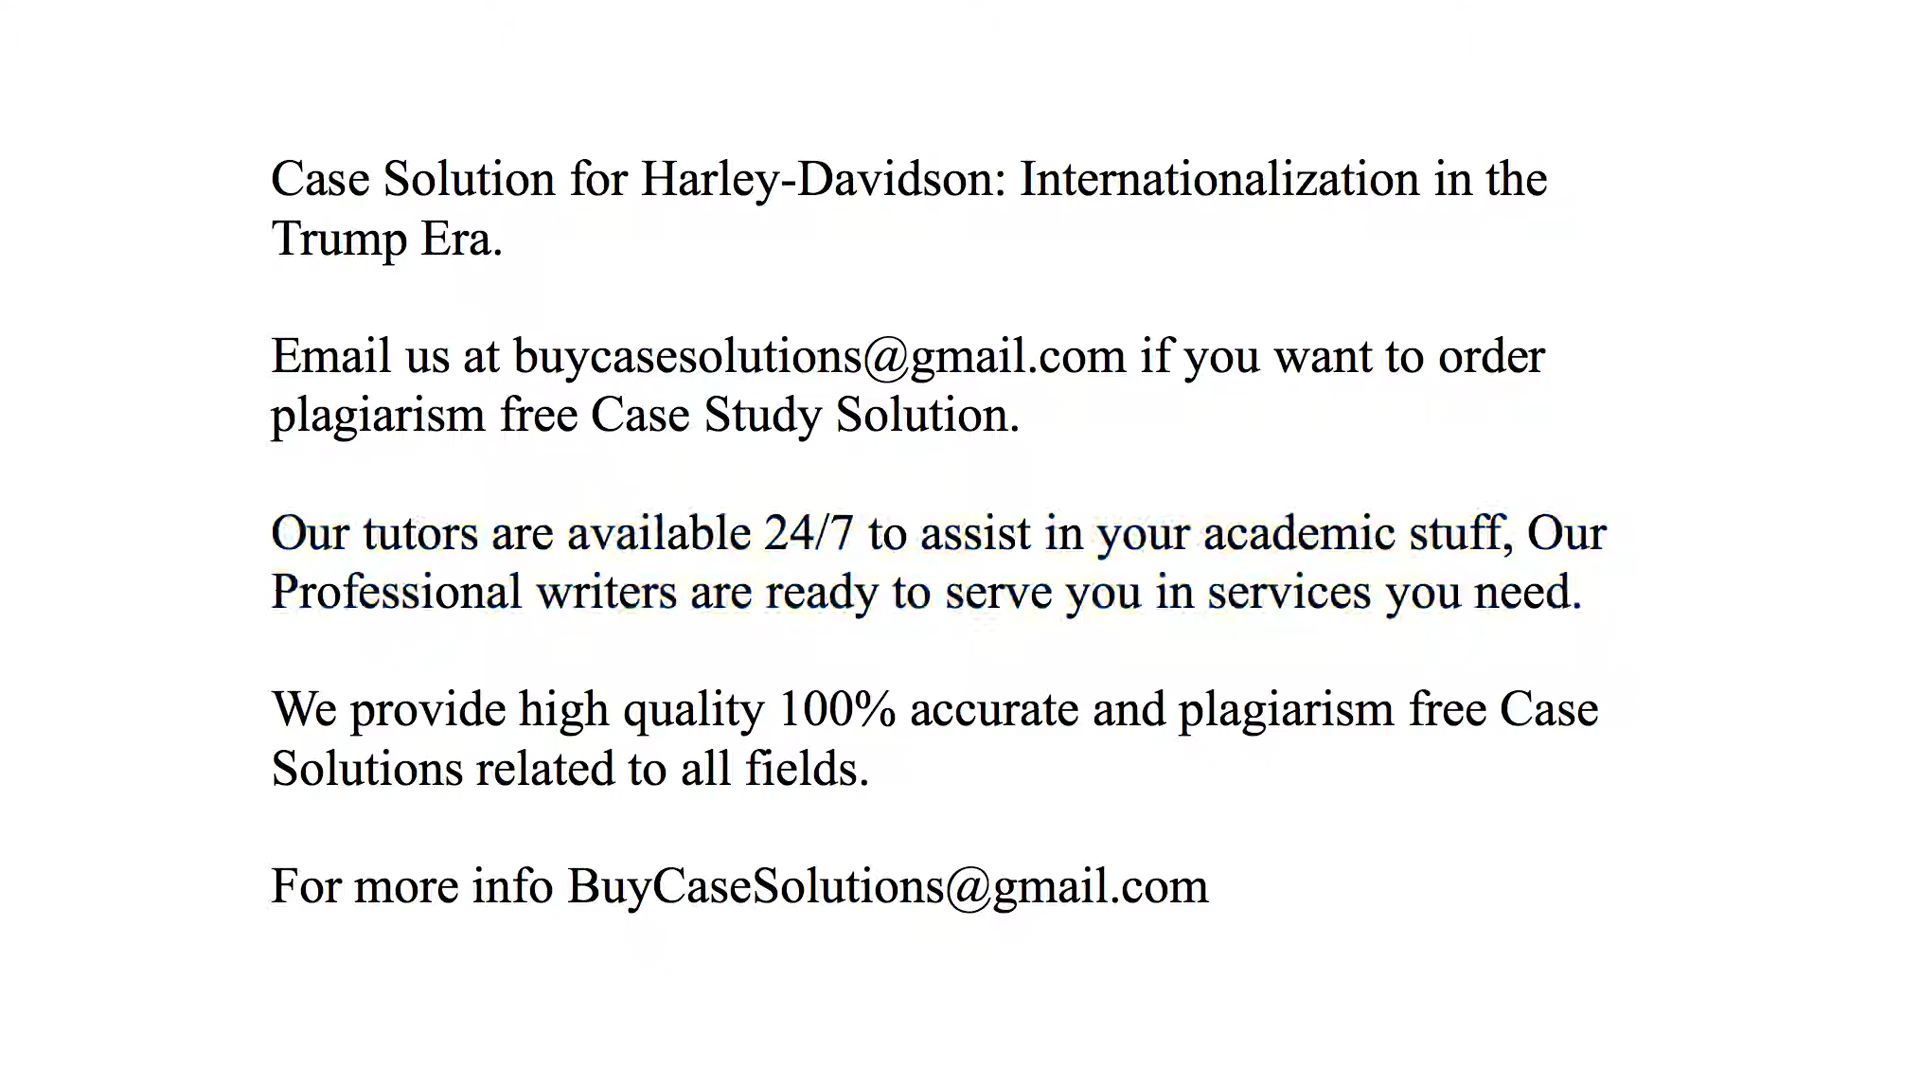 Case Solution for Harley-Davidson: Internationalization in the
Trump Era.
Email us at buycasesolutions@gmail.com if you want to order
plagiarism free Case Study Solution.
Our tutors are available 24/7 to assist in your academic stuff, Our
Professional writers are ready to serve you in services you need.
We provide high quality 100% accurate and plagiarism free Case
Solutions related to all fields.
For more info BuyCaseSolutions@gmail.com